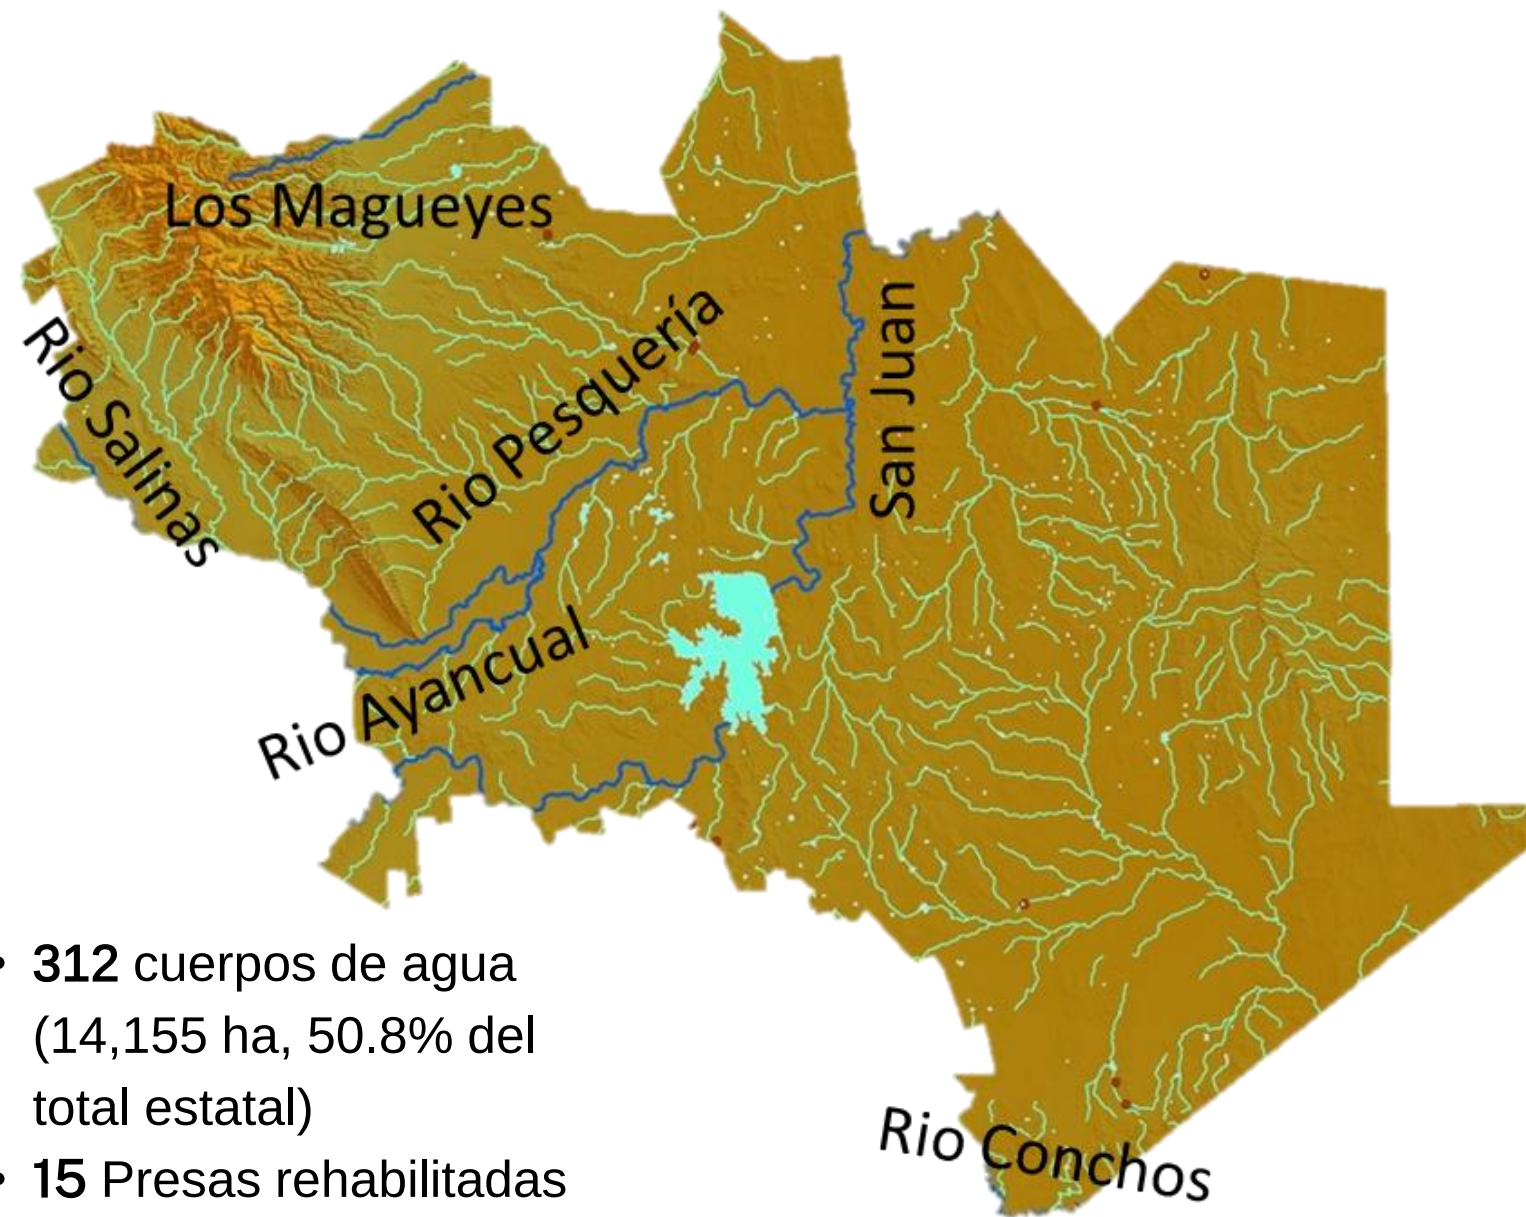 Los Magueyes
Rio Salinas
Rio Pesquería
San Juan
Rio Ayancual
Rio Conchos
• 312 cuerpos de agua
(14,155 ha, 50.8% del
total estatal)
• 15 Presas rehabilitadas